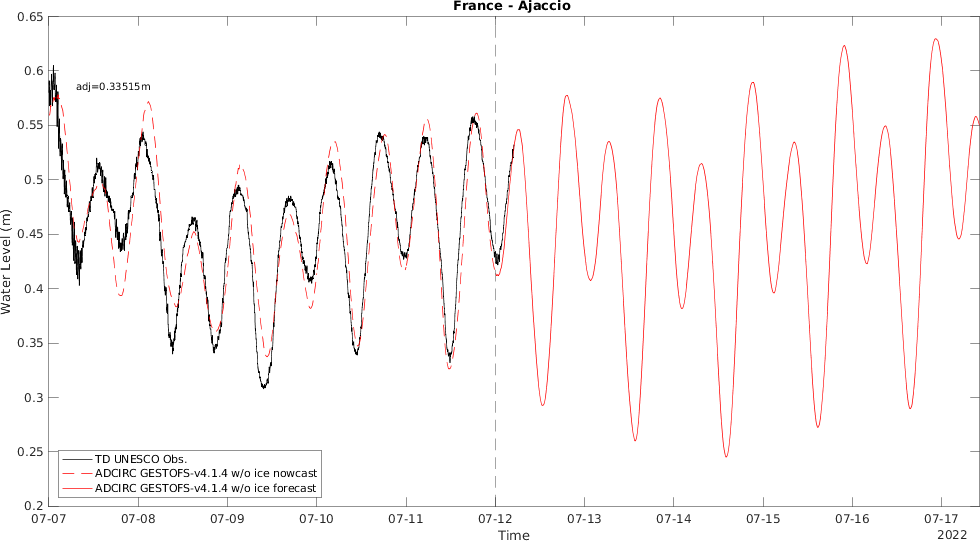 France - Ajaccio
adj=0.33515m
Water Level (m)
0.65
0.6
0.55
0.5
0.45
0.4
0.35
0.3
0.25
0.2
TD UNESCO Obs.
ADCIRC GESTOFS-v4.1.4 w/o ice nowcast
ADCIRC GESTOFS-v4.1.4 w/o ice forecast
07-07 07-08 07-09 07-10 07-11 07-12 07-13 07-14 07-15 07-16 07-17
Time
2022